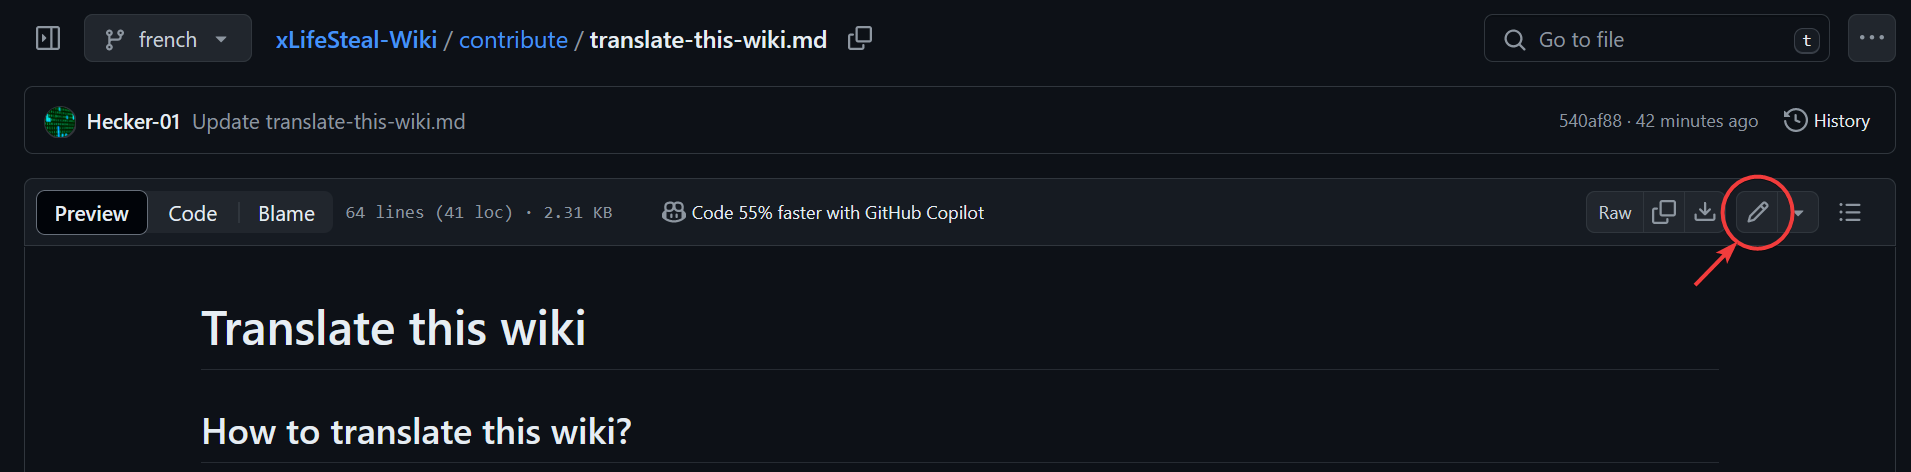 french xLifeSteal-Wiki / contribute / translate-this-wiki.md Go to file t
Hecker-01 Update translate-this-wiki.md 540af88 · 42 minutes ago History
Preview Code Blame 64 lines (41 loc) · 2.31 KB Code 55% faster with GitHub Copilot Raw
Translate this wiki
How to translate this wiki?